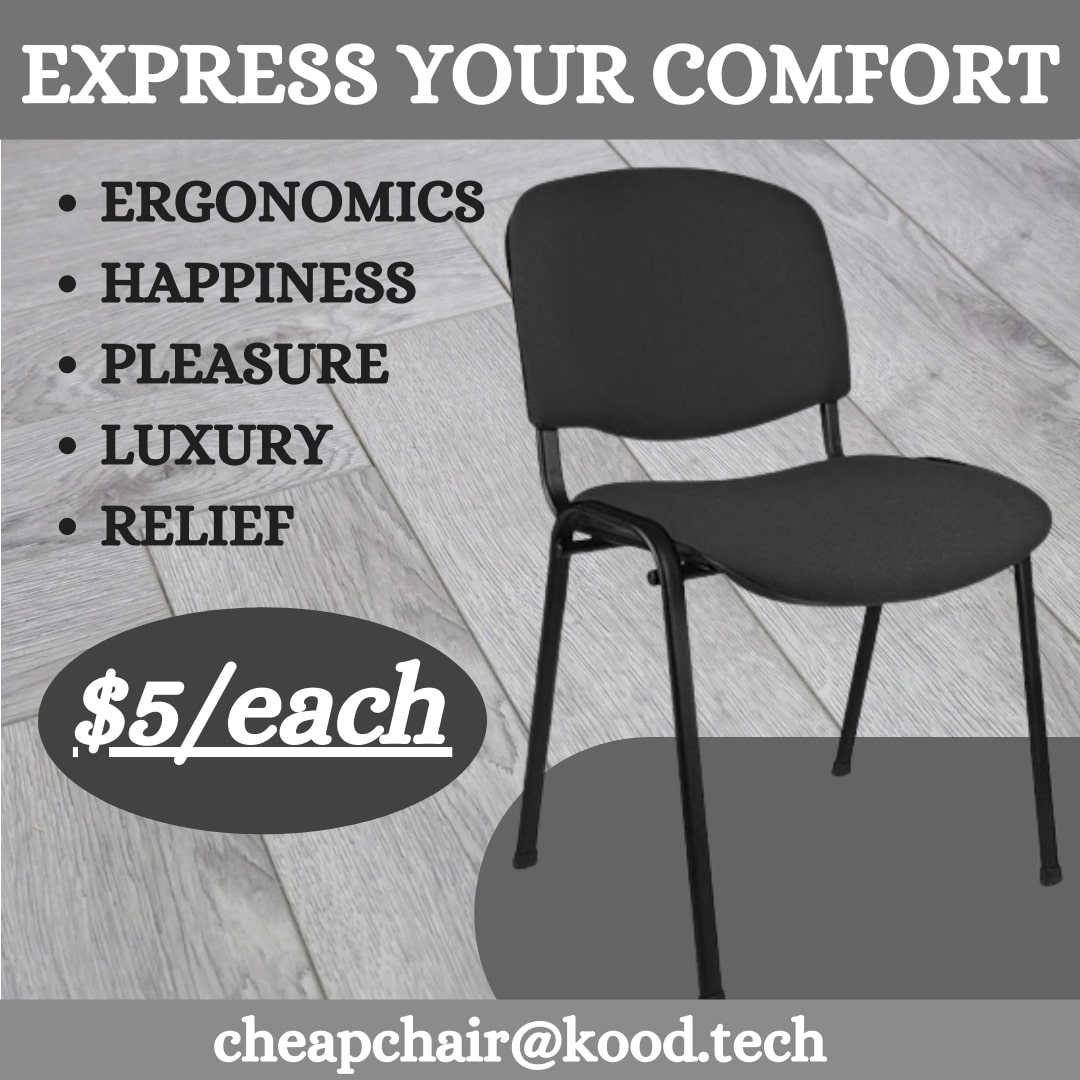 EXPRESS YOUR COMFORT
• ERGONOMICS
• HAPPINESS
• PLEASURE
• LUXURY
• RELIEF
$5/each
cheapchair@kood.tech